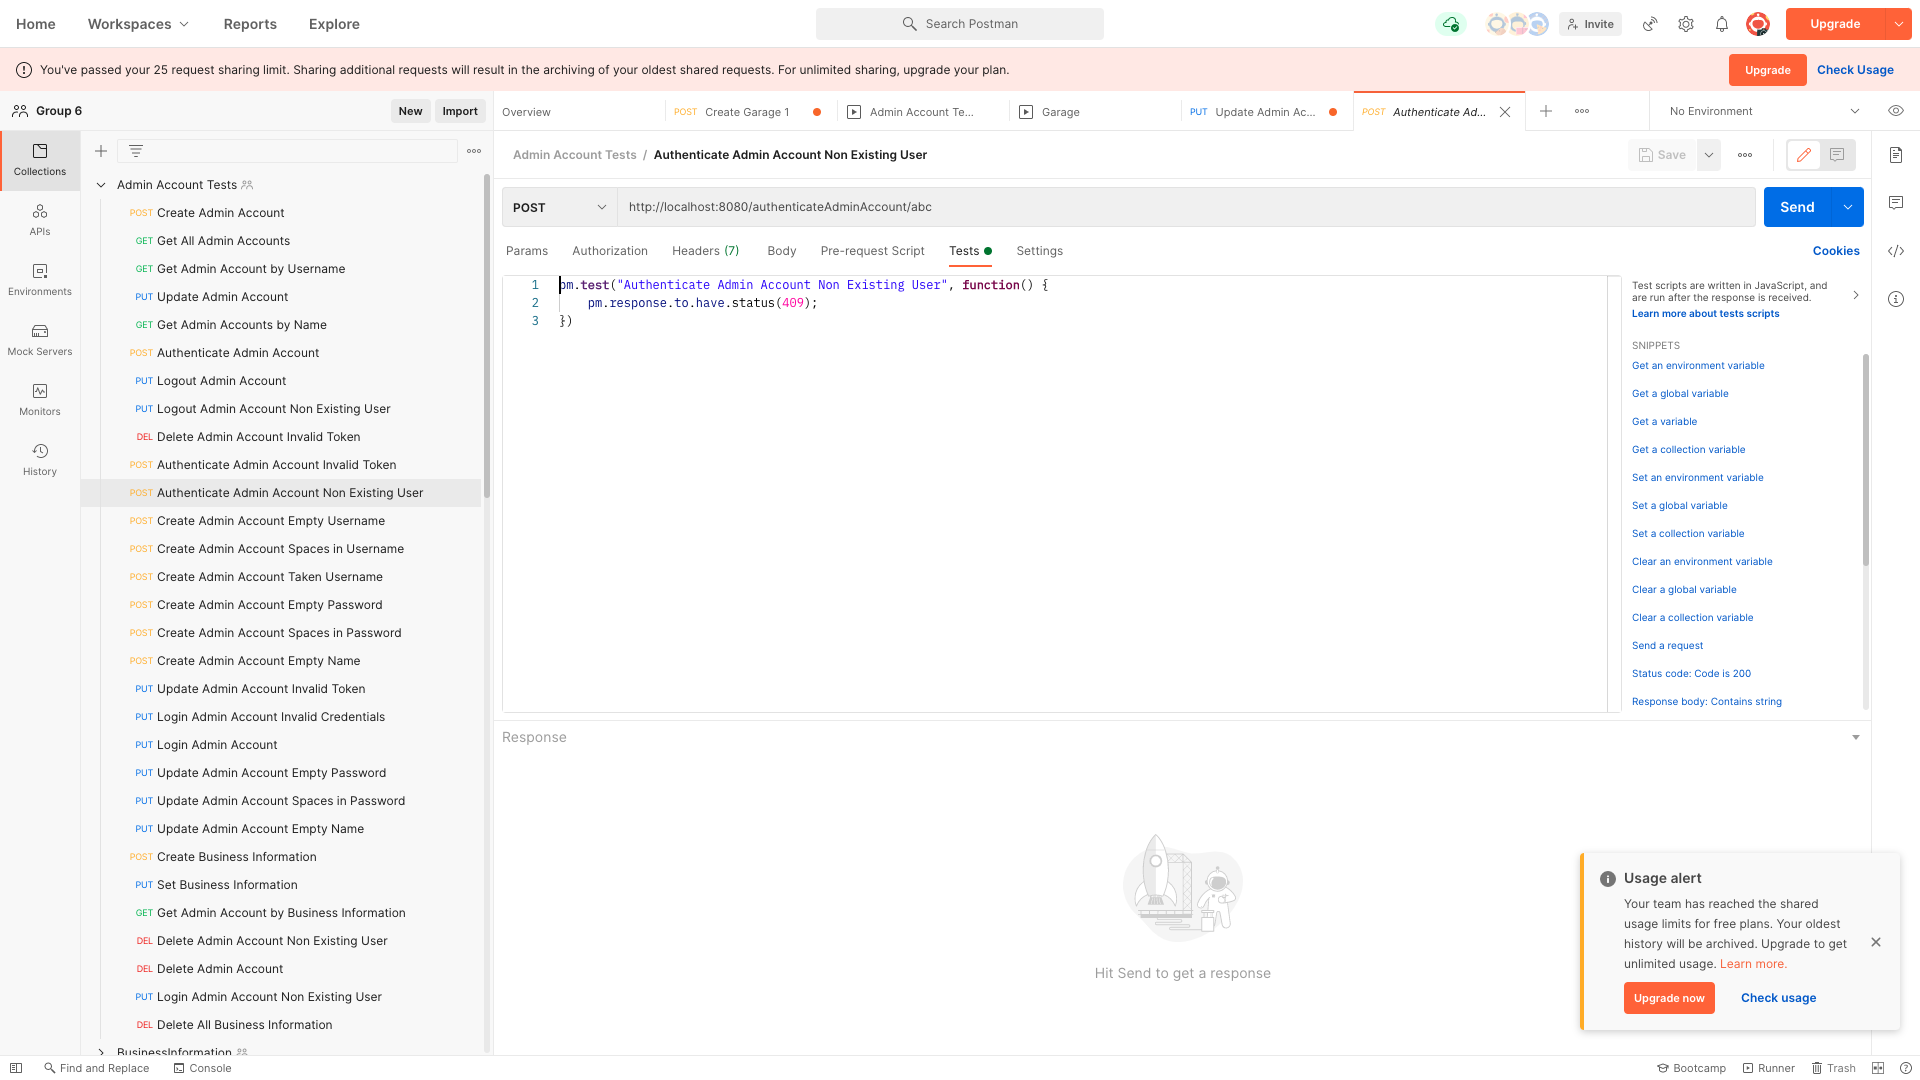 Home
Workspaces
Reports
Explore
Search Postman
Invite
Upgrade
You've passed your 25 request sharing limit. Sharing additional requests will result in the archiving of your oldest shared requests. For unlimited sharing, upgrade your plan.
Upgrade
Check Usage
Group 6
New
Import
Overview
POST Create Garage 1
Admin Account Te...
Garage
PUT Update Admin Ac...
POST Authenticate Ad...
No Environment
Collections
APIs
Environments
Mock Servers
Monitors
History
Admin Account Tests
POST Create Admin Account
GET Get All Admin Accounts
GET Get Admin Account by Username
PUT Update Admin Account
GET Get Admin Accounts by Name
POST Authenticate Admin Account
PUT Logout Admin Account
PUT Logout Admin Account Non Existing User
DEL Delete Admin Account Invalid Token
POST Authenticate Admin Account Invalid Token
POST Authenticate Admin Account Non Existing User
POST Create Admin Account Empty Username
POST Create Admin Account Spaces in Username
POST Create Admin Account Taken Username
POST Create Admin Account Empty Password
POST Create Admin Account Spaces in Password
POST Create Admin Account Empty Name
PUT Update Admin Account Invalid Token
PUT Login Admin Account Invalid Credentials
PUT Login Admin Account
PUT Update Admin Account Empty Password
PUT Update Admin Account Spaces in Password
PUT Update Admin Account Empty Name
POST Create Business Information
PUT Set Business Information
GET Get Admin Account by Business Information
DEL Delete Admin Account Non Existing User
DEL Delete Admin Account
PUT Login Admin Account Non Existing User
DEL Delete All Business Information
BusinessInformation
Admin Account Tests / Authenticate Admin Account Non Existing User
Save
POST
http://localhost:8080/authenticateAdminAccount/abc
Send
Params
Authorization
Headers (7)
Body
Pre-request Script
Tests
Settings
Cookies
1 pm.test("Authenticate Admin Account Non Existing User", function() {
2 pm.response.to.have.status(409);
3 })
Test scripts are written in JavaScript, and
are run after the response is received.
Learn more about tests scripts
SNIPPETS
Get an environment variable
Get a global variable
Get a variable
Get a collection variable
Set an environment variable
Set a global variable
Set a collection variable
Clear an environment variable
Clear a global variable
Clear a collection variable
Send a request
Status code: Code is 200
Response body: Contains string
Response
Hit Send to get a response
Usage alert
Your team has reached the shared
usage limits for free plans. Your oldest
history will be archived. Upgrade to get
unlimited usage. Learn more.
Upgrade now
Check usage
Find and Replace
Console
Bootcamp
Runner
Trash